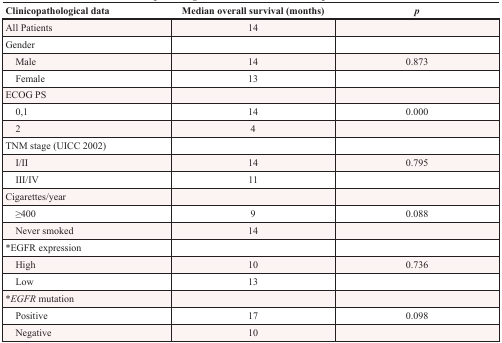 Clinicopathological data Median overall survival (months) p
All Patients 14
Gender
Male 14 0.873
Female 13
ECOG PS
0,1 14 0.000
2 4
TNM stage (UICC 2002)
I/II 14 0.795
III/IV 11
Cigarettes/year
≥400 9 0.088
Never smoked 14
*EGFR expression
High 10 0.736
Low 13
*EGFR mutation
Positive 17 0.098
Negative 10